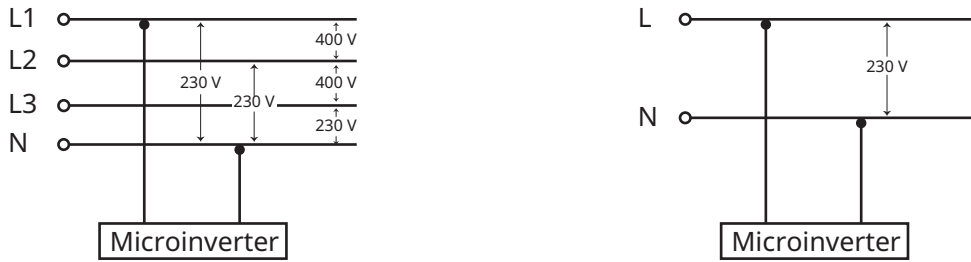 L1
L2
L3
N
400 V
400 V
230 V
230 V
230 V
Microinverter
L
N
230 V
Microinverter